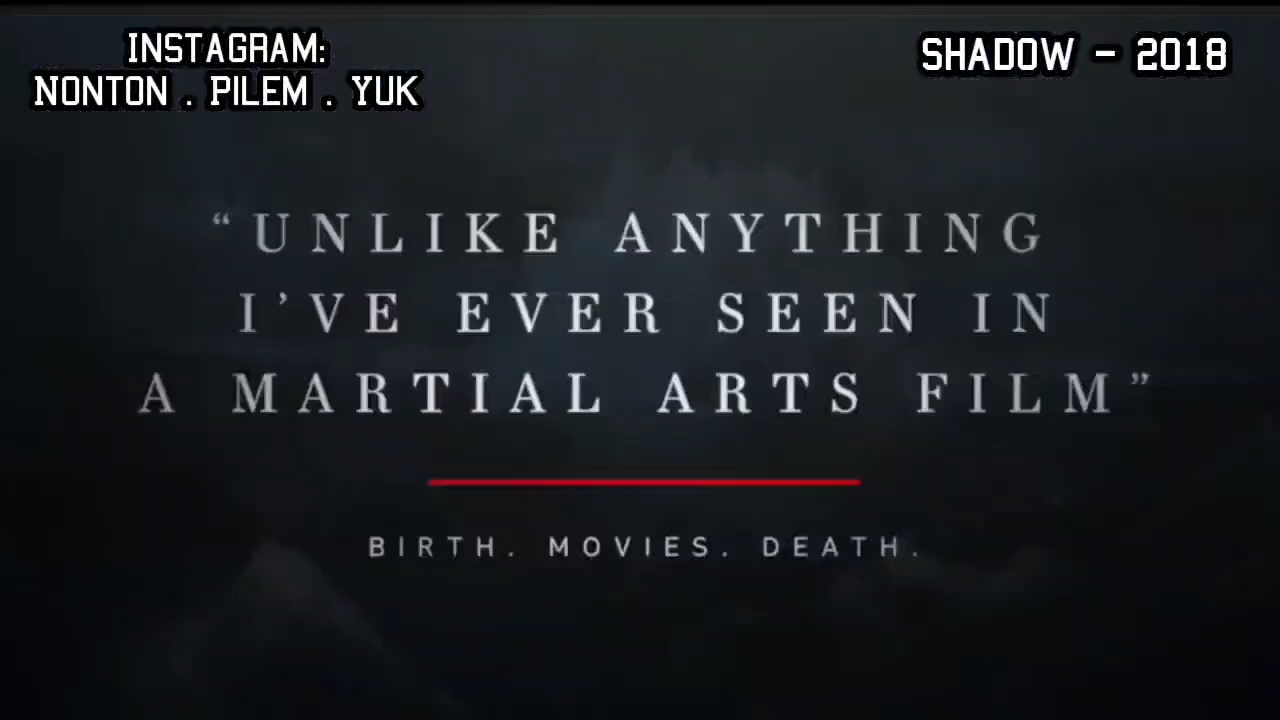 INSTAGRAM:
NONTON . PILEM . YUK
SHADOW - 2018
“UNLIKE ANYTHING
I’VE EVER SEEN IN
A MARTIAL ARTS FILM”
BIRTH. MOVIES. DEATH.